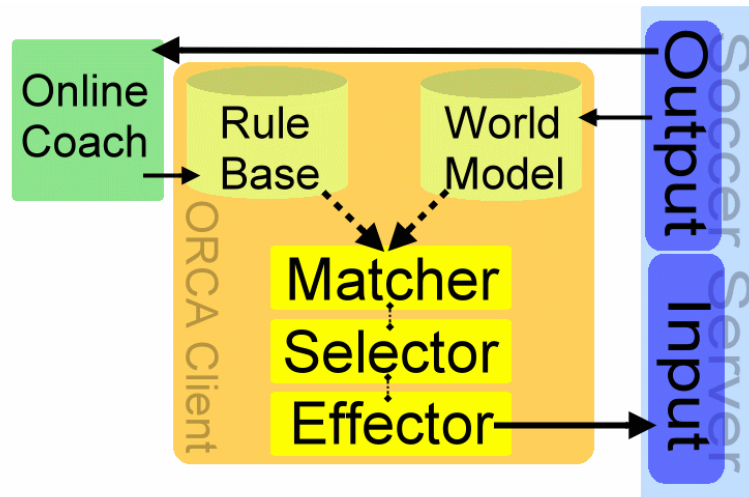 Online
Coach
Rule
Base
World
Model
ORCA Client
Matcher
Selector
Effector
Output
Input
Soccer Server